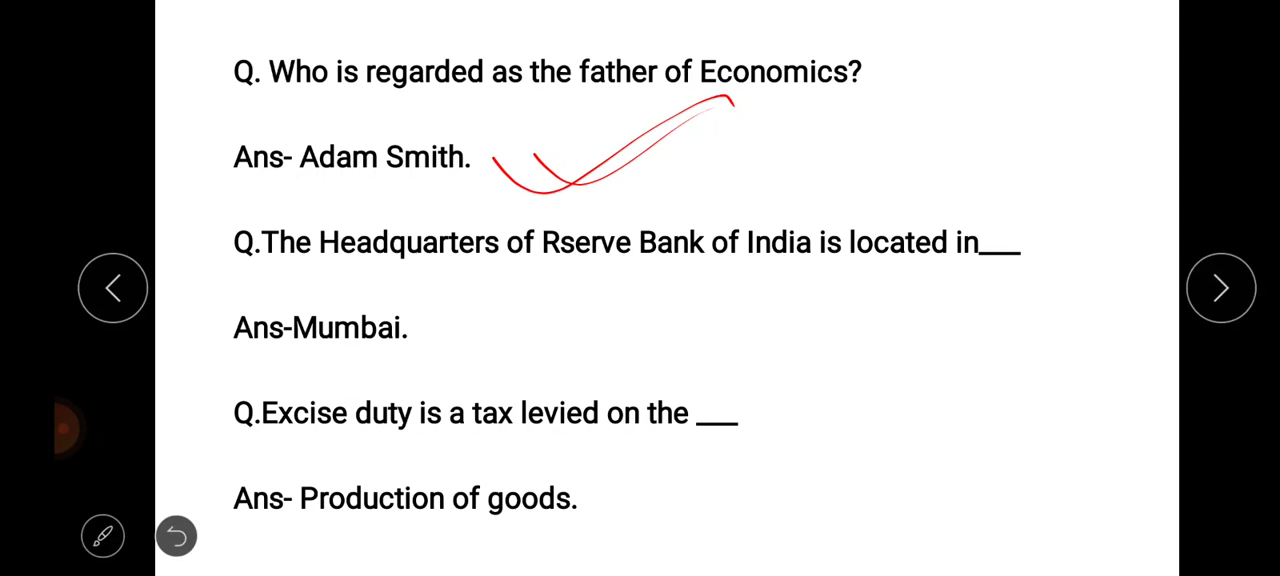 Q. Who is regarded as the father of Economics?
Ans- Adam Smith.
Q.The Headquarters of Rserve Bank of India is located in___
Ans-Mumbai.
Q.Excise duty is a tax levied on the ___
Ans- Production of goods.